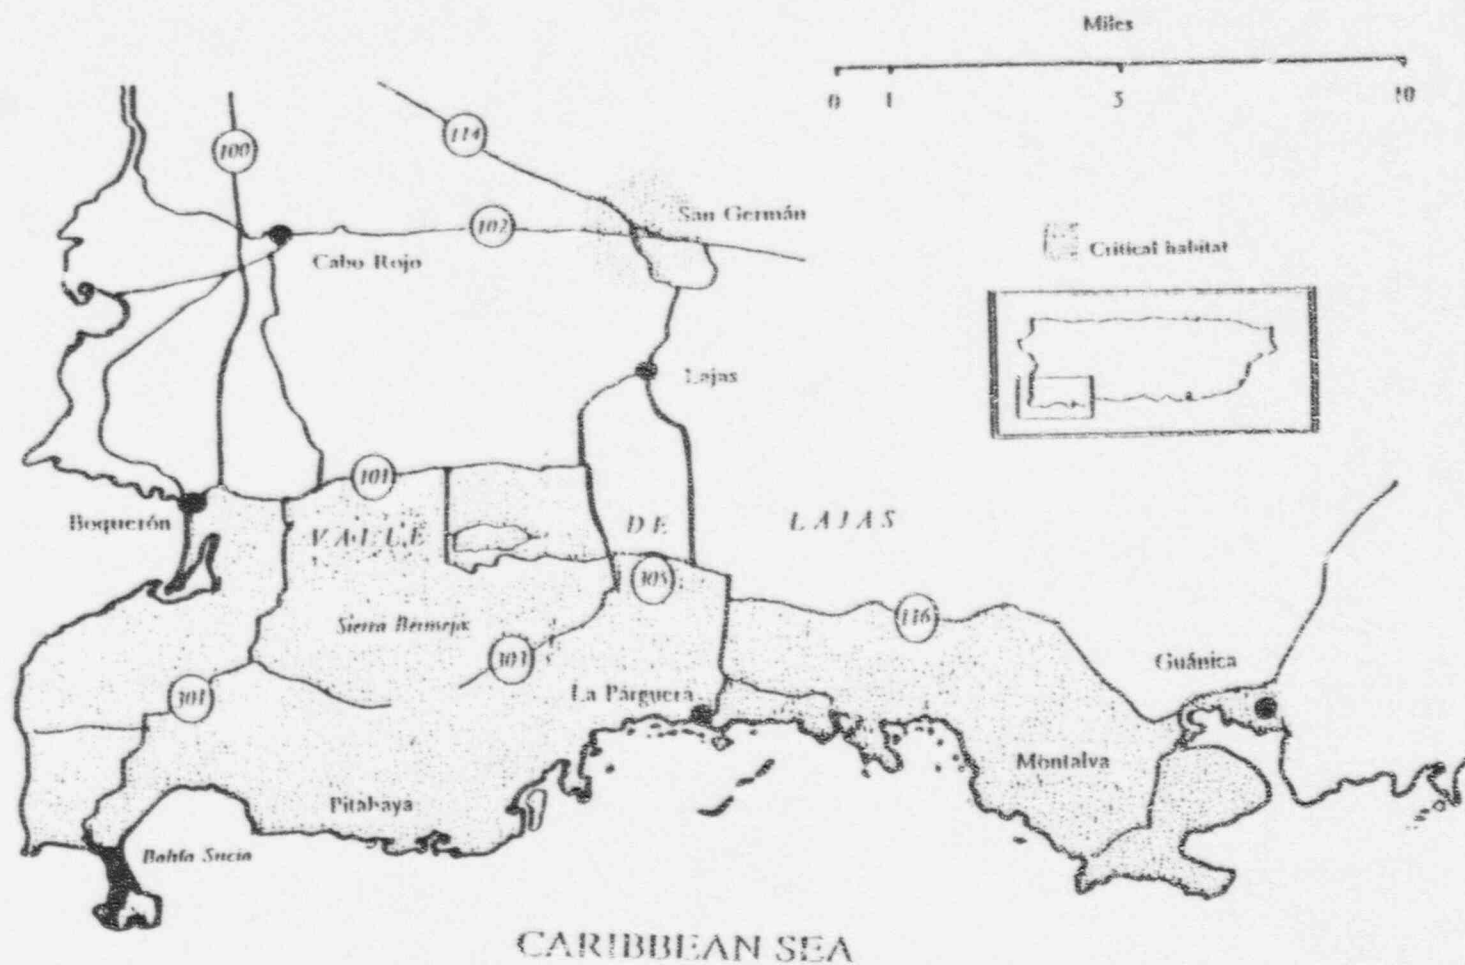 Miles
0 1 5 10
114
100
San Germán
102
Critical habitat
Cabo Rojo
Lajas
101
Boquerón
VALLE DE LAJAS
305
116
Sierra Bermeja
303
Guánica
La Parguera
301
Montalva
Pitahaya
Bahía Sucia
CARIBBEAN SEA